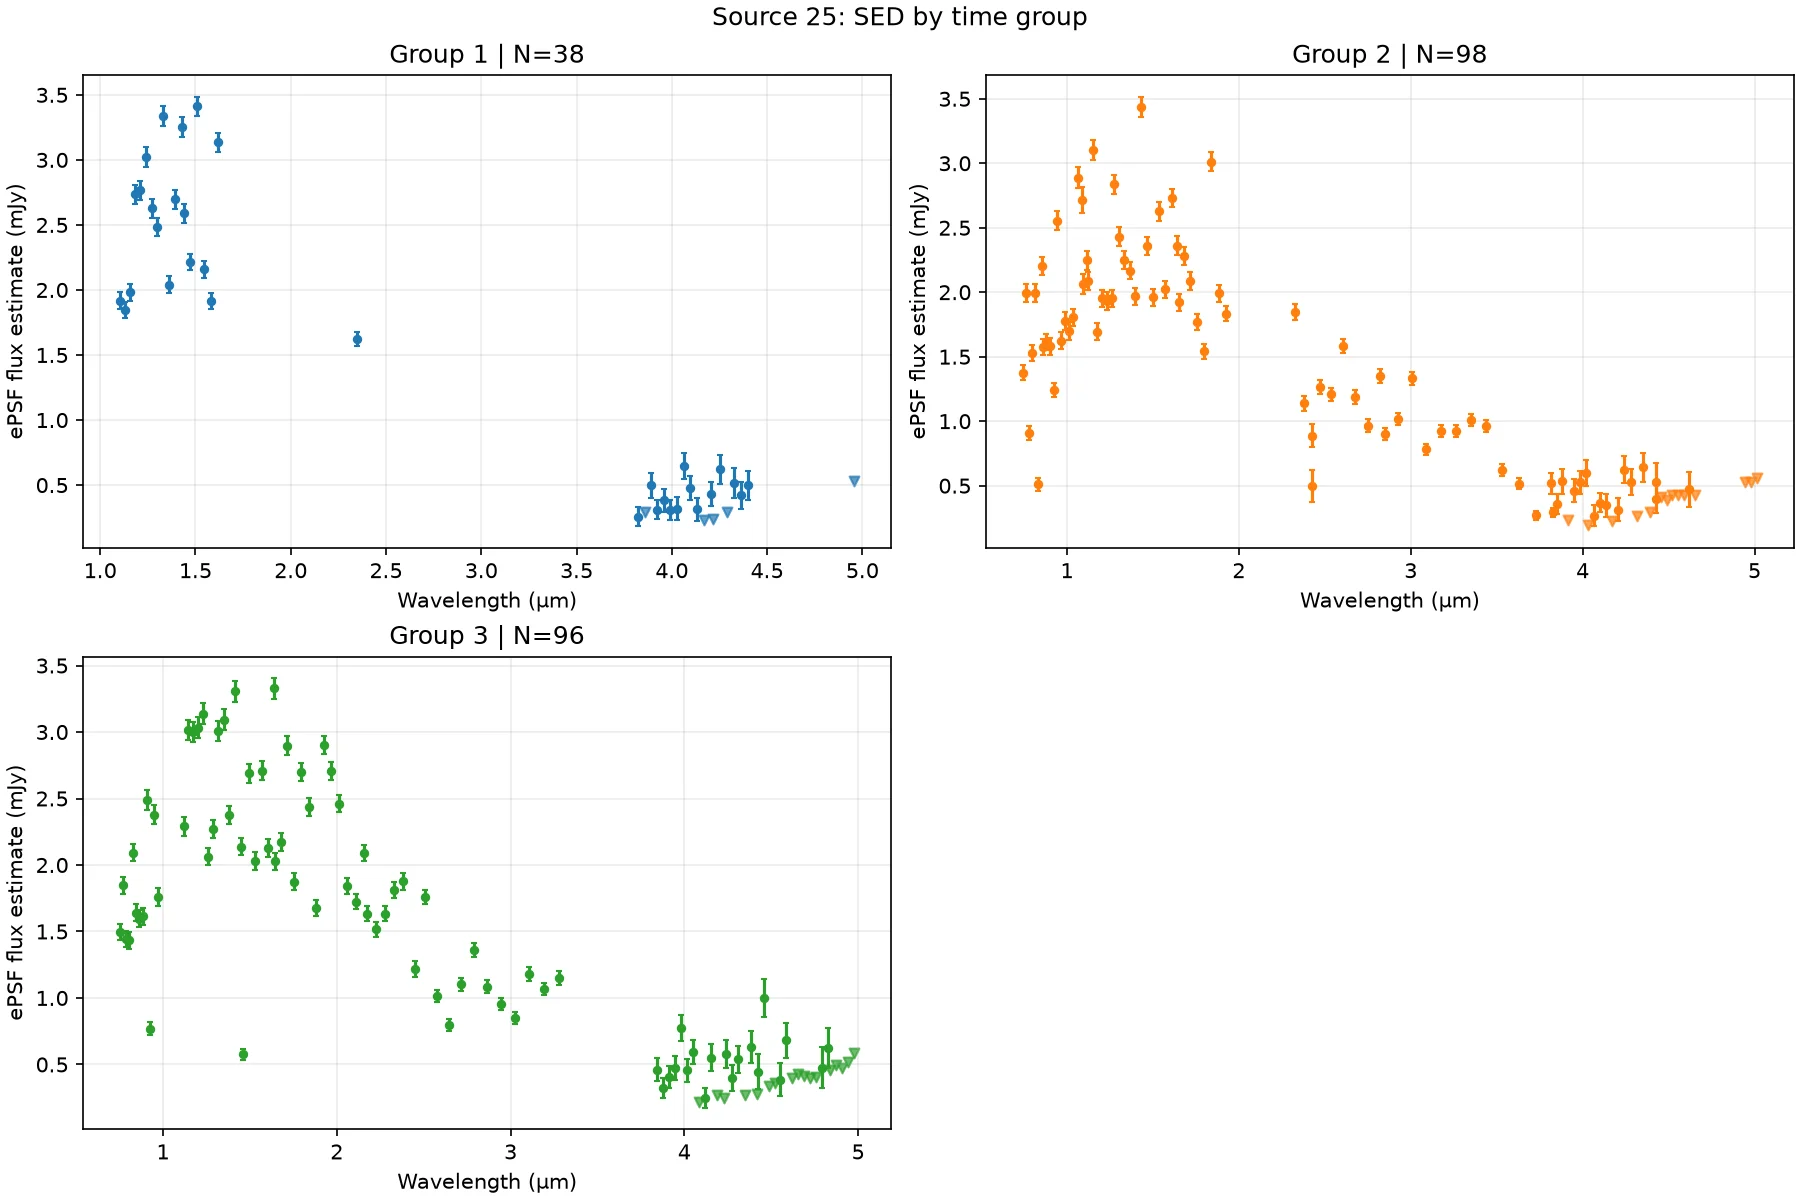 Source 25: SED by time group
Group 1 | N=38
3.5
3.0
2.5
2.0
1.5
1.0
0.5
ePSF flux estimate (mJy)
1.0 1.5 2.0 2.5 3.0 3.5 4.0 4.5 5.0
Wavelength (µm)
Group 2 | N=98
3.5
3.0
2.5
2.0
1.5
1.0
0.5
ePSF flux estimate (mJy)
1 2 3 4 5
Wavelength (µm)
Group 3 | N=96
3.5
3.0
2.5
2.0
1.5
1.0
0.5
ePSF flux estimate (mJy)
1 2 3 4 5
Wavelength (µm)